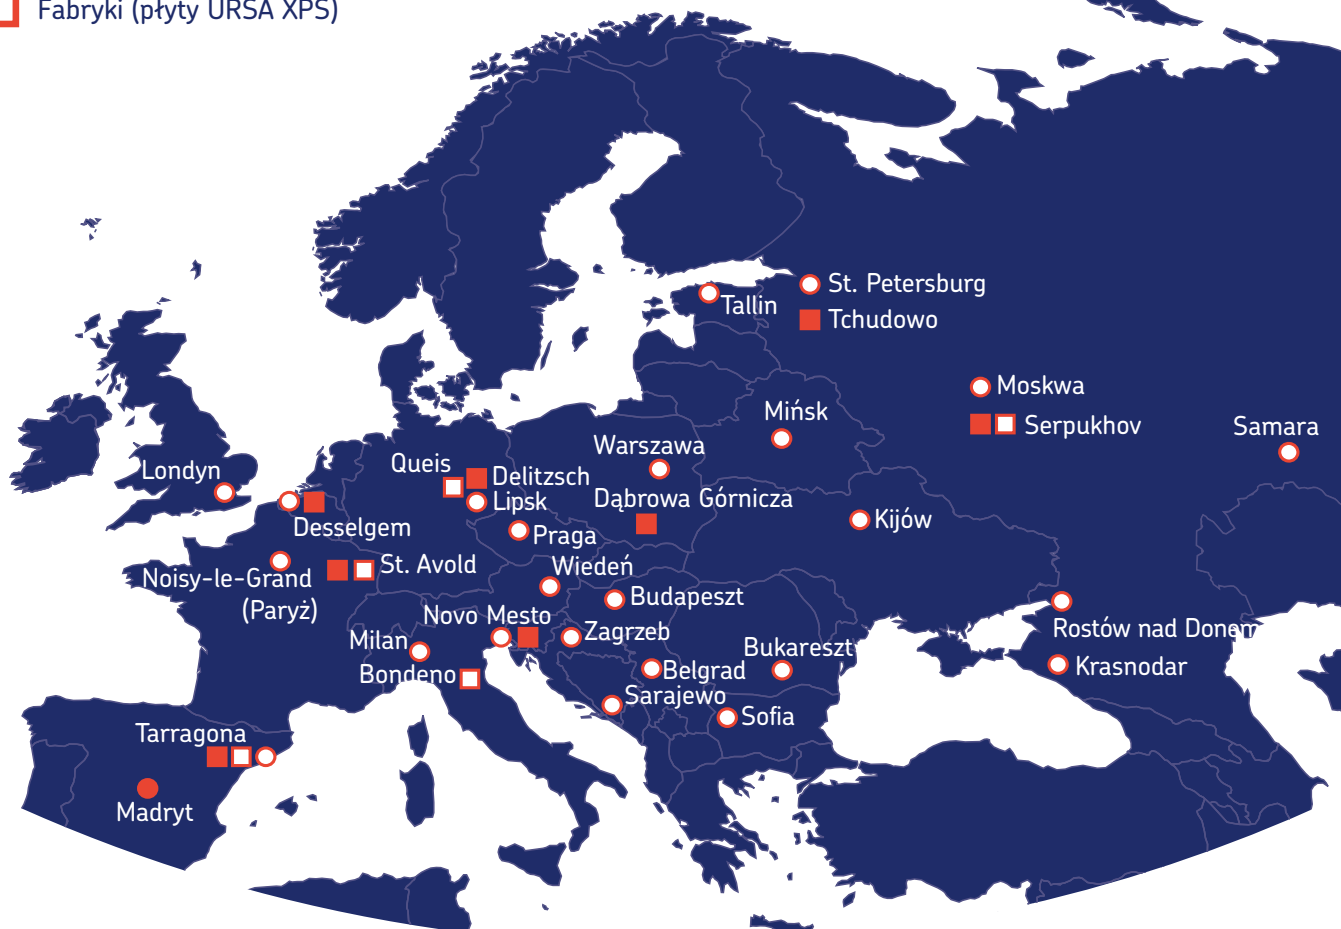 Fabryki (płyty URSA XPS)
St. Petersburg
Tallin
Tchudowo
Moskwa
Mińsk
Serpukhov
Samara
Warszawa
Queis
Londyn
Delitzsch
Lipsk
Dąbrowa Górnicza
Desselgem
Kijów
Praga
St. Avold
Wiedeń
Noisy-le-Grand
(Paryż)
Budapeszt
Novo Mesto
Zagrzeb
Rostów nad Donem
Milan
Bukareszt
Bondeno
Belgrad
Krasnodar
Sarajewo
Sofia
Tarragona
Madryt